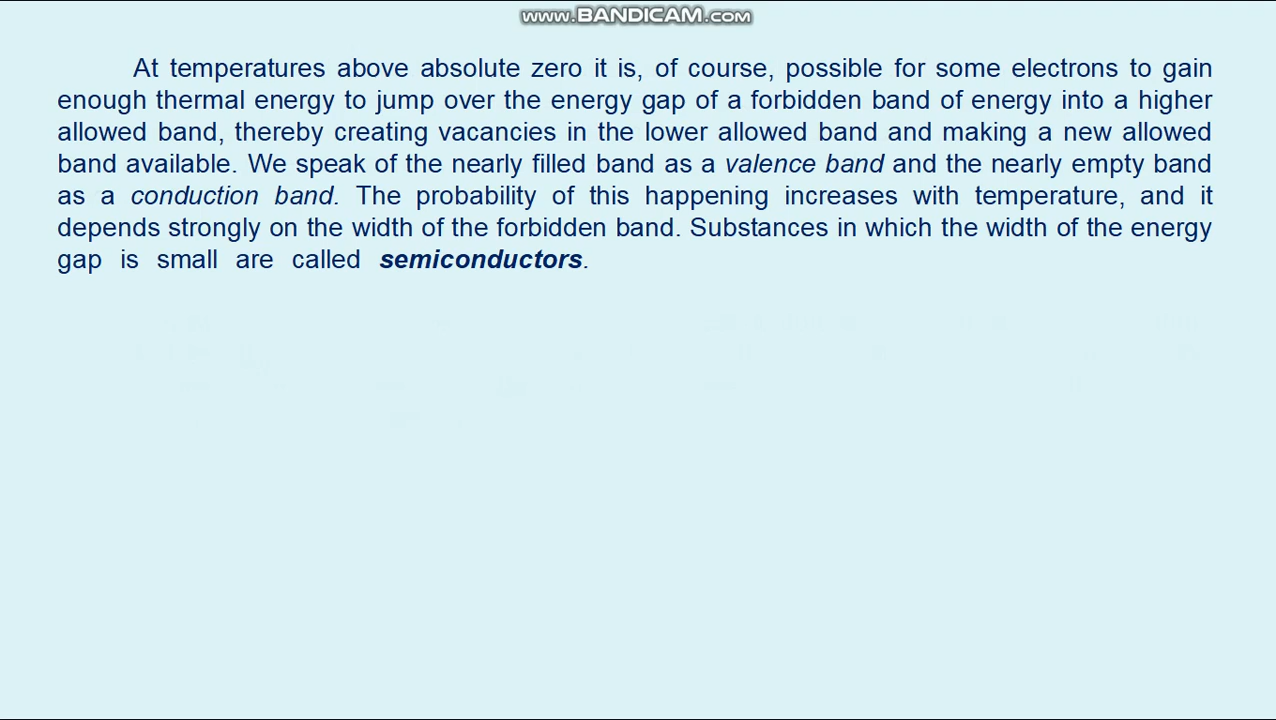 www.BANDICAM.com
At temperatures above absolute zero it is, of course, possible for some electrons to gain
enough thermal energy to jump over the energy gap of a forbidden band of energy into a higher
allowed band, thereby creating vacancies in the lower allowed band and making a new allowed
band available. We speak of the nearly filled band as a valence band and the nearly empty band
as a conduction band. The probability of this happening increases with temperature, and it
depends strongly on the width of the forbidden band. Substances in which the width of the energy
gap is small are called semiconductors.